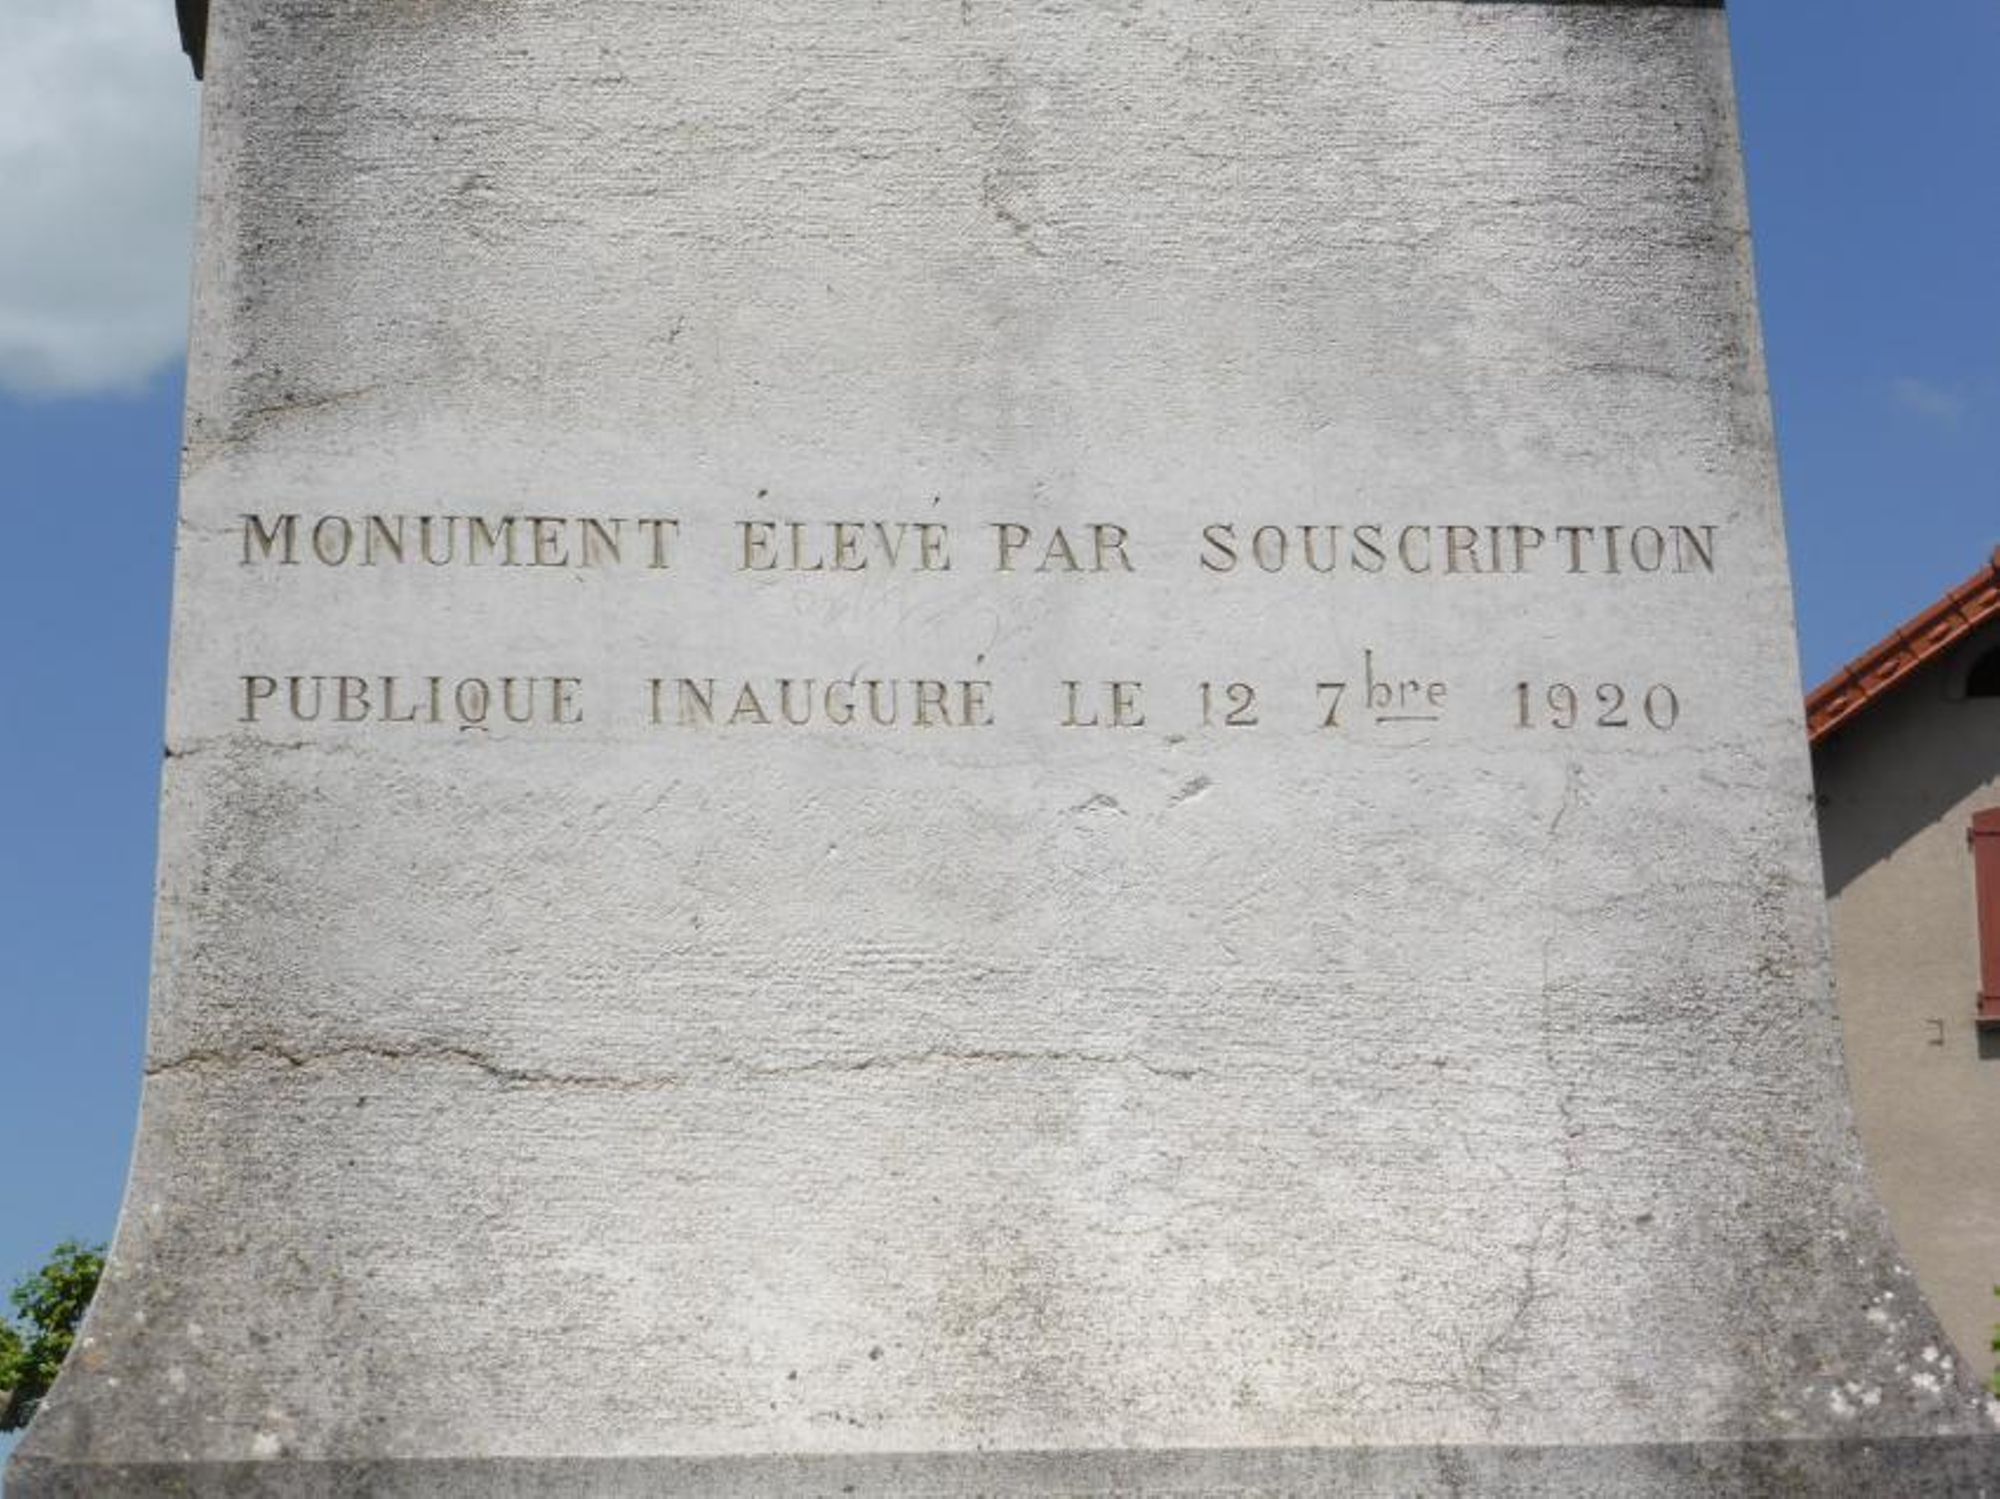 MONUMENT ÉLEVÉ PAR SOUSCRIPTION
PUBLIQUE INAUGURÉ LE 12 7bre 1920